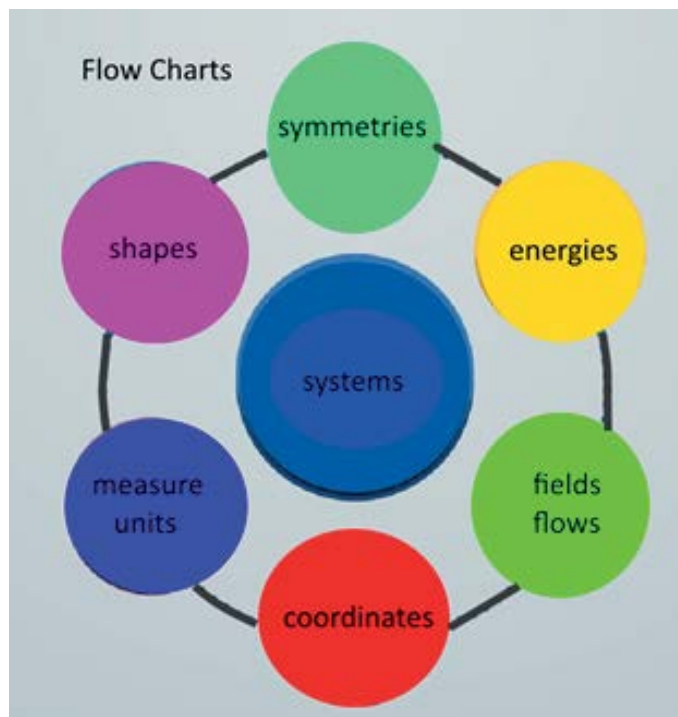 Flow Charts
symmetries
shapes
energies
systems
measure
units
fields
flows
coordinates